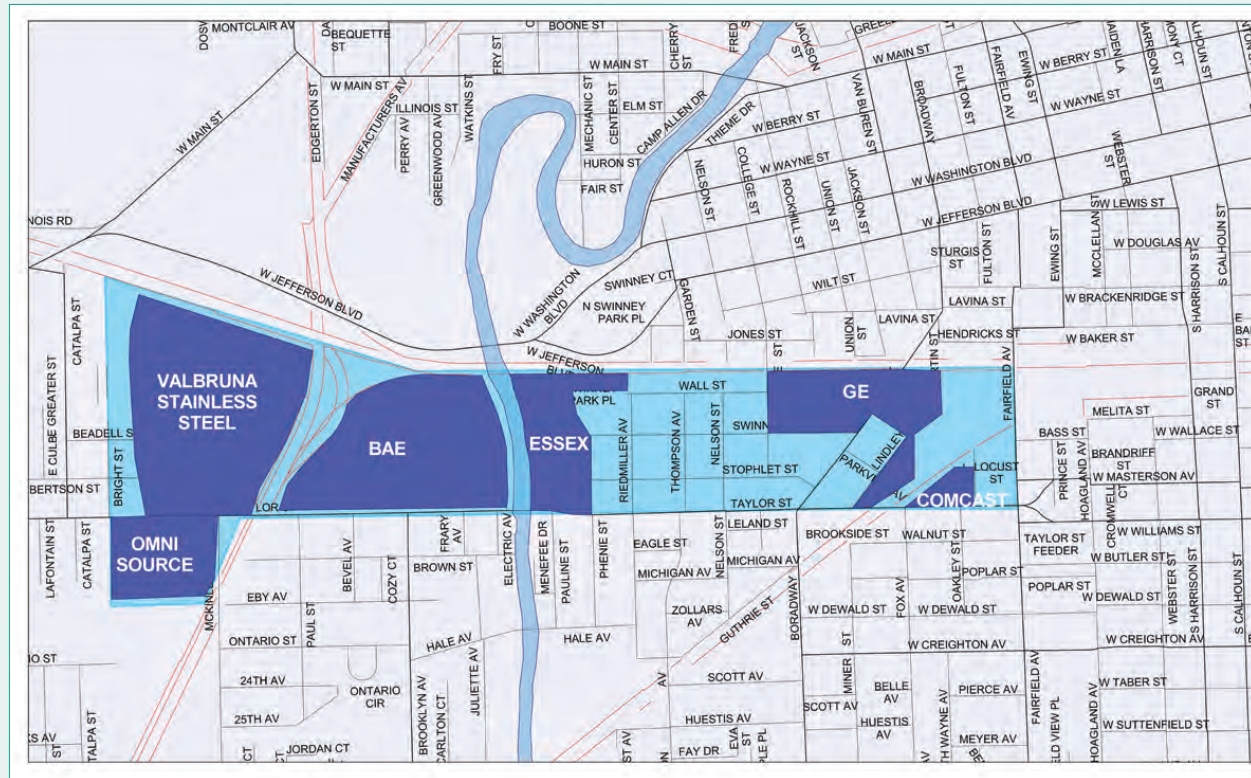 MONTCLAIR AV
BEQUETTE
ST
BOONE ST
W MAIN ST
W MAIN ST
W MAIN ST
W MAIN ST
EDGERTON ST
MANUFACTURERS AV
ILLINOIS ST
PERRY AV
GREENWOOD AV
WATKINS ST
FRY ST
MECHANIC ST
CENTER ST
ELM ST
CHERRY
ST
CAMP ALLEN DR
HURON ST
FAIR ST
THIEME DR
JACKSON
ST
VAN BUREN ST
BROADWAY
FULTON ST
FAIRFIELD AV
EWING ST
W BERRY ST
W BERRY ST
W WAYNE ST
W WAYNE ST
W WASHINGTON BLVD
W JEFFERSON BLVD
NELSON ST
COLLEGE ST
ROCKHILL ST
UNION ST
JACKSON ST
WEBSTER
ST
HARRISON ST
W LEWIS ST
W DOUGLAS AV
MCCLELLAN ST
EWING ST
STURGIS
ST
FULTON ST
S HARRISON ST
S CALHOUN ST
NOIS RD
CATALPA ST
W JEFFERSON BLVD
W WASHINGTON
BLVD
SWINNEY CT
N SWINNEY
PARK PL
GARDEN ST
WILT ST
JONES ST
UNION
ST
LAVINA ST
LAVINA ST
HENDRICKS ST
W BRACKENRIDGE ST
W BAKER ST
W JEFFERSON
E CUBE GREATER ST
BRIGHT ST
VALBRUNA
STAINLESS
STEEL
BAE
ESSEX
GE
COMCAST
OMNI
SOURCE
PARK PL
WALL ST
RIEDMILLER AV
THOMPSON AV
NELSON ST
STOPHLET ST
TAYLOR ST
LINDLEY
LOCUST
ST
FAIRFIELD AV
MELITA ST
GRAND
ST
BASS ST
W WALLACE ST
PRINCE ST
HOAGLAND AV
BRANDRIFF
ST
W MASTERSON AV
CROMWELL
CT
W WILLIAMS ST
TAYLOR ST
FEEDER
W BUTLER ST
POPLAR ST
POPLAR ST
W DEWALD ST
W DEWALD ST
W DEWALD ST
WEBSTER ST
S HARRISON ST
S CALHOUN ST
LAFONTAIN ST
CATALPA ST
EBY AV
PAUL ST
BEVEL AV
COZY CT
FRARY
AV
BROWN ST
ELECTRIC AV
MENEFEE DR
PAULINE ST
PHENIE ST
EAGLE ST
MICHIGAN AV
MICHIGAN AV
NELSON ST
LELAND ST
BROOKSIDE ST
WALNUT ST
OAKLEY ST
FOX AV
ZOLLARS
AV
GUTHRIE ST
BORADWAY
W CREIGHTON AV
W CREIGHTON AV
ONTARIO ST
HALE AV
HALE AV
24TH AV
25TH AV
ONTARIO
CIR
JORDAN CT
BROOKLYN AV
CARLTON CT
JULIETTE AV
SCOTT AV
SCOTT AV
HUESTIS AV
HUESTIS
AV
FAY DR
MINER
ST
BELLE
AV
PIERCE AV
MEYER AV
FAIRFIELD AV
HOAGLAND AV
W TABER ST
W SUTTENFIELD ST